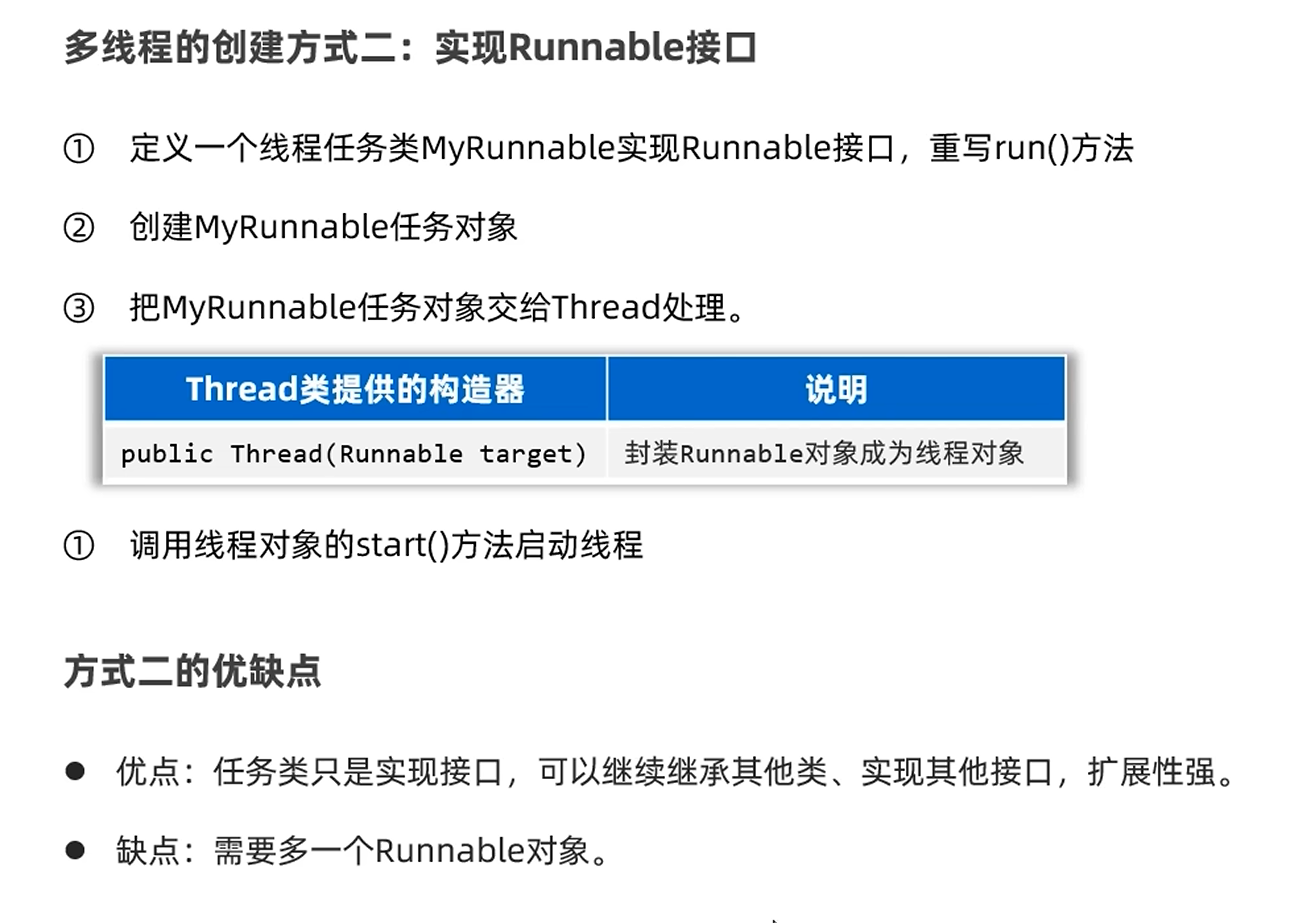 多线程的创建方式二：实现Runnable接口
① 定义一个线程任务类MyRunnable实现Runnable接口，重写run()方法
② 创建MyRunnable任务对象
③ 把MyRunnable任务对象交给Thread处理。
Thread类提供的构造器 说明
public Thread(Runnable target) 封装Runnable对象成为线程对象
① 调用线程对象的start()方法启动线程
方式二的优缺点
● 优点：任务类只是实现接口，可以继续继承其他类、实现其他接口，扩展性强。
● 缺点：需要多一个Runnable对象。